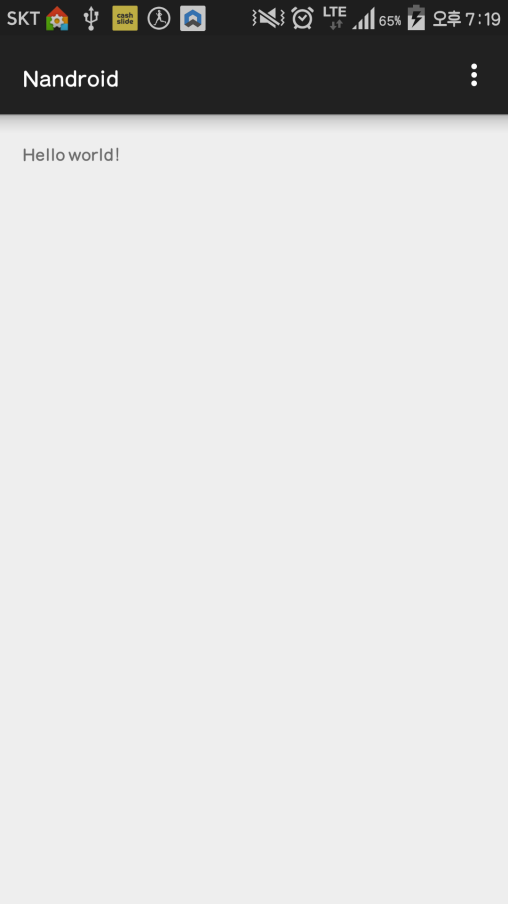 SKT cash slide LTE 65% 오후 7:19
Nandroid
Hello world!